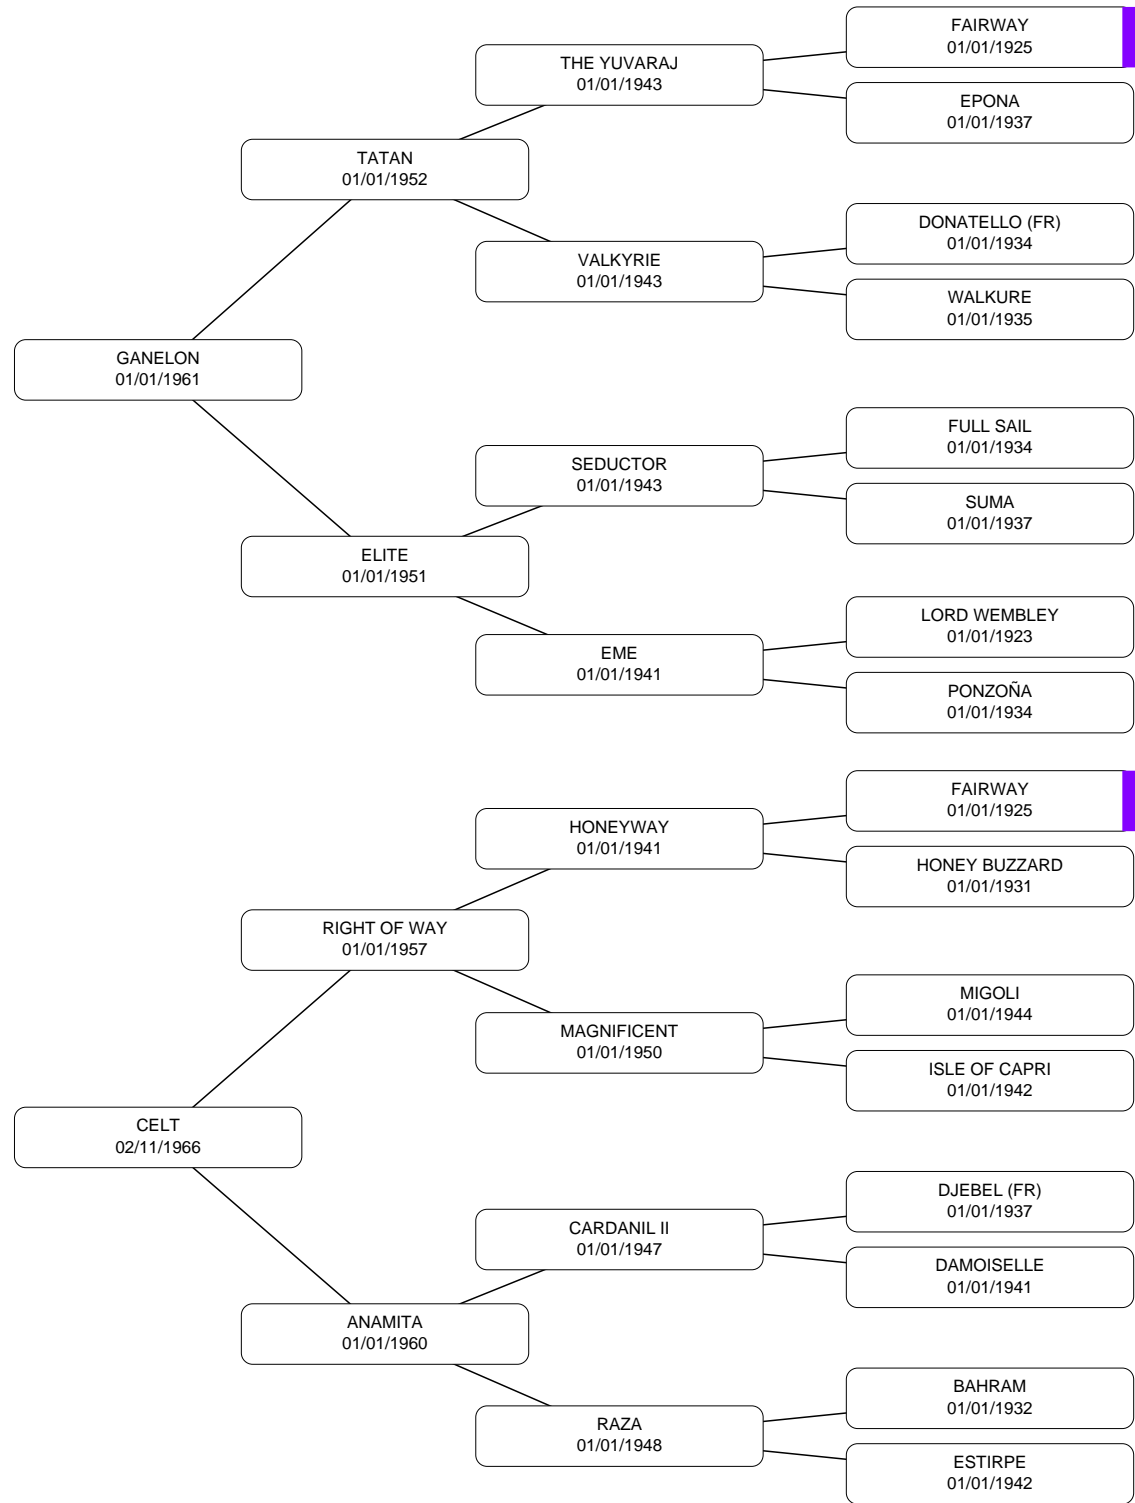 FAIRWAY
01/01/1925
THE YUVARAJ
01/01/1943
EPONA
01/01/1937
TATAN
01/01/1952
DONATELLO (FR)
01/01/1934
VALKYRIE
01/01/1943
WALKURE
01/01/1935
GANELON
01/01/1961
FULL SAIL
01/01/1934
SEDUCTOR
01/01/1943
SUMA
01/01/1937
ELITE
01/01/1951
LORD WEMBLEY
01/01/1923
EME
01/01/1941
PONZOÑA
01/01/1934
FAIRWAY
01/01/1925
HONEYWAY
01/01/1941
HONEY BUZZARD
01/01/1931
RIGHT OF WAY
01/01/1957
MIGOLI
01/01/1944
MAGNIFICENT
01/01/1950
ISLE OF CAPRI
01/01/1942
CELT
02/11/1966
DJEBEL (FR)
01/01/1937
CARDANIL II
01/01/1947
DAMOISELLE
01/01/1941
ANAMITA
01/01/1960
BAHRAM
01/01/1932
RAZA
01/01/1948
ESTIRPE
01/01/1942